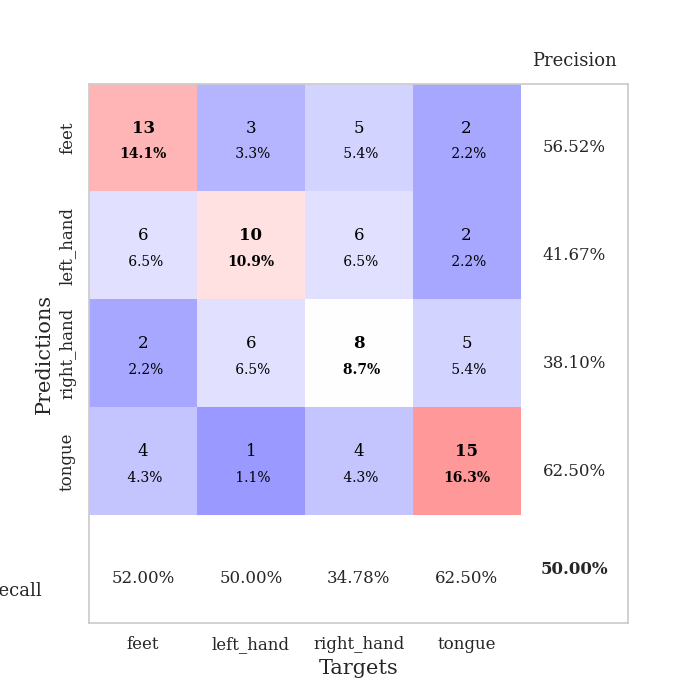 Precision
feet 13 3 5 2 56.52%
14.1% 3.3% 5.4% 2.2%
left_hand 6 10 6 2 41.67%
6.5% 10.9% 6.5% 2.2%
Predictions
right_hand 2 6 8 5 38.10%
2.2% 6.5% 8.7% 5.4%
tongue 4 1 4 15 62.50%
4.3% 1.1% 4.3% 16.3%
ecall 52.00% 50.00% 34.78% 62.50% 50.00%
feet left_hand right_hand tongue
Targets